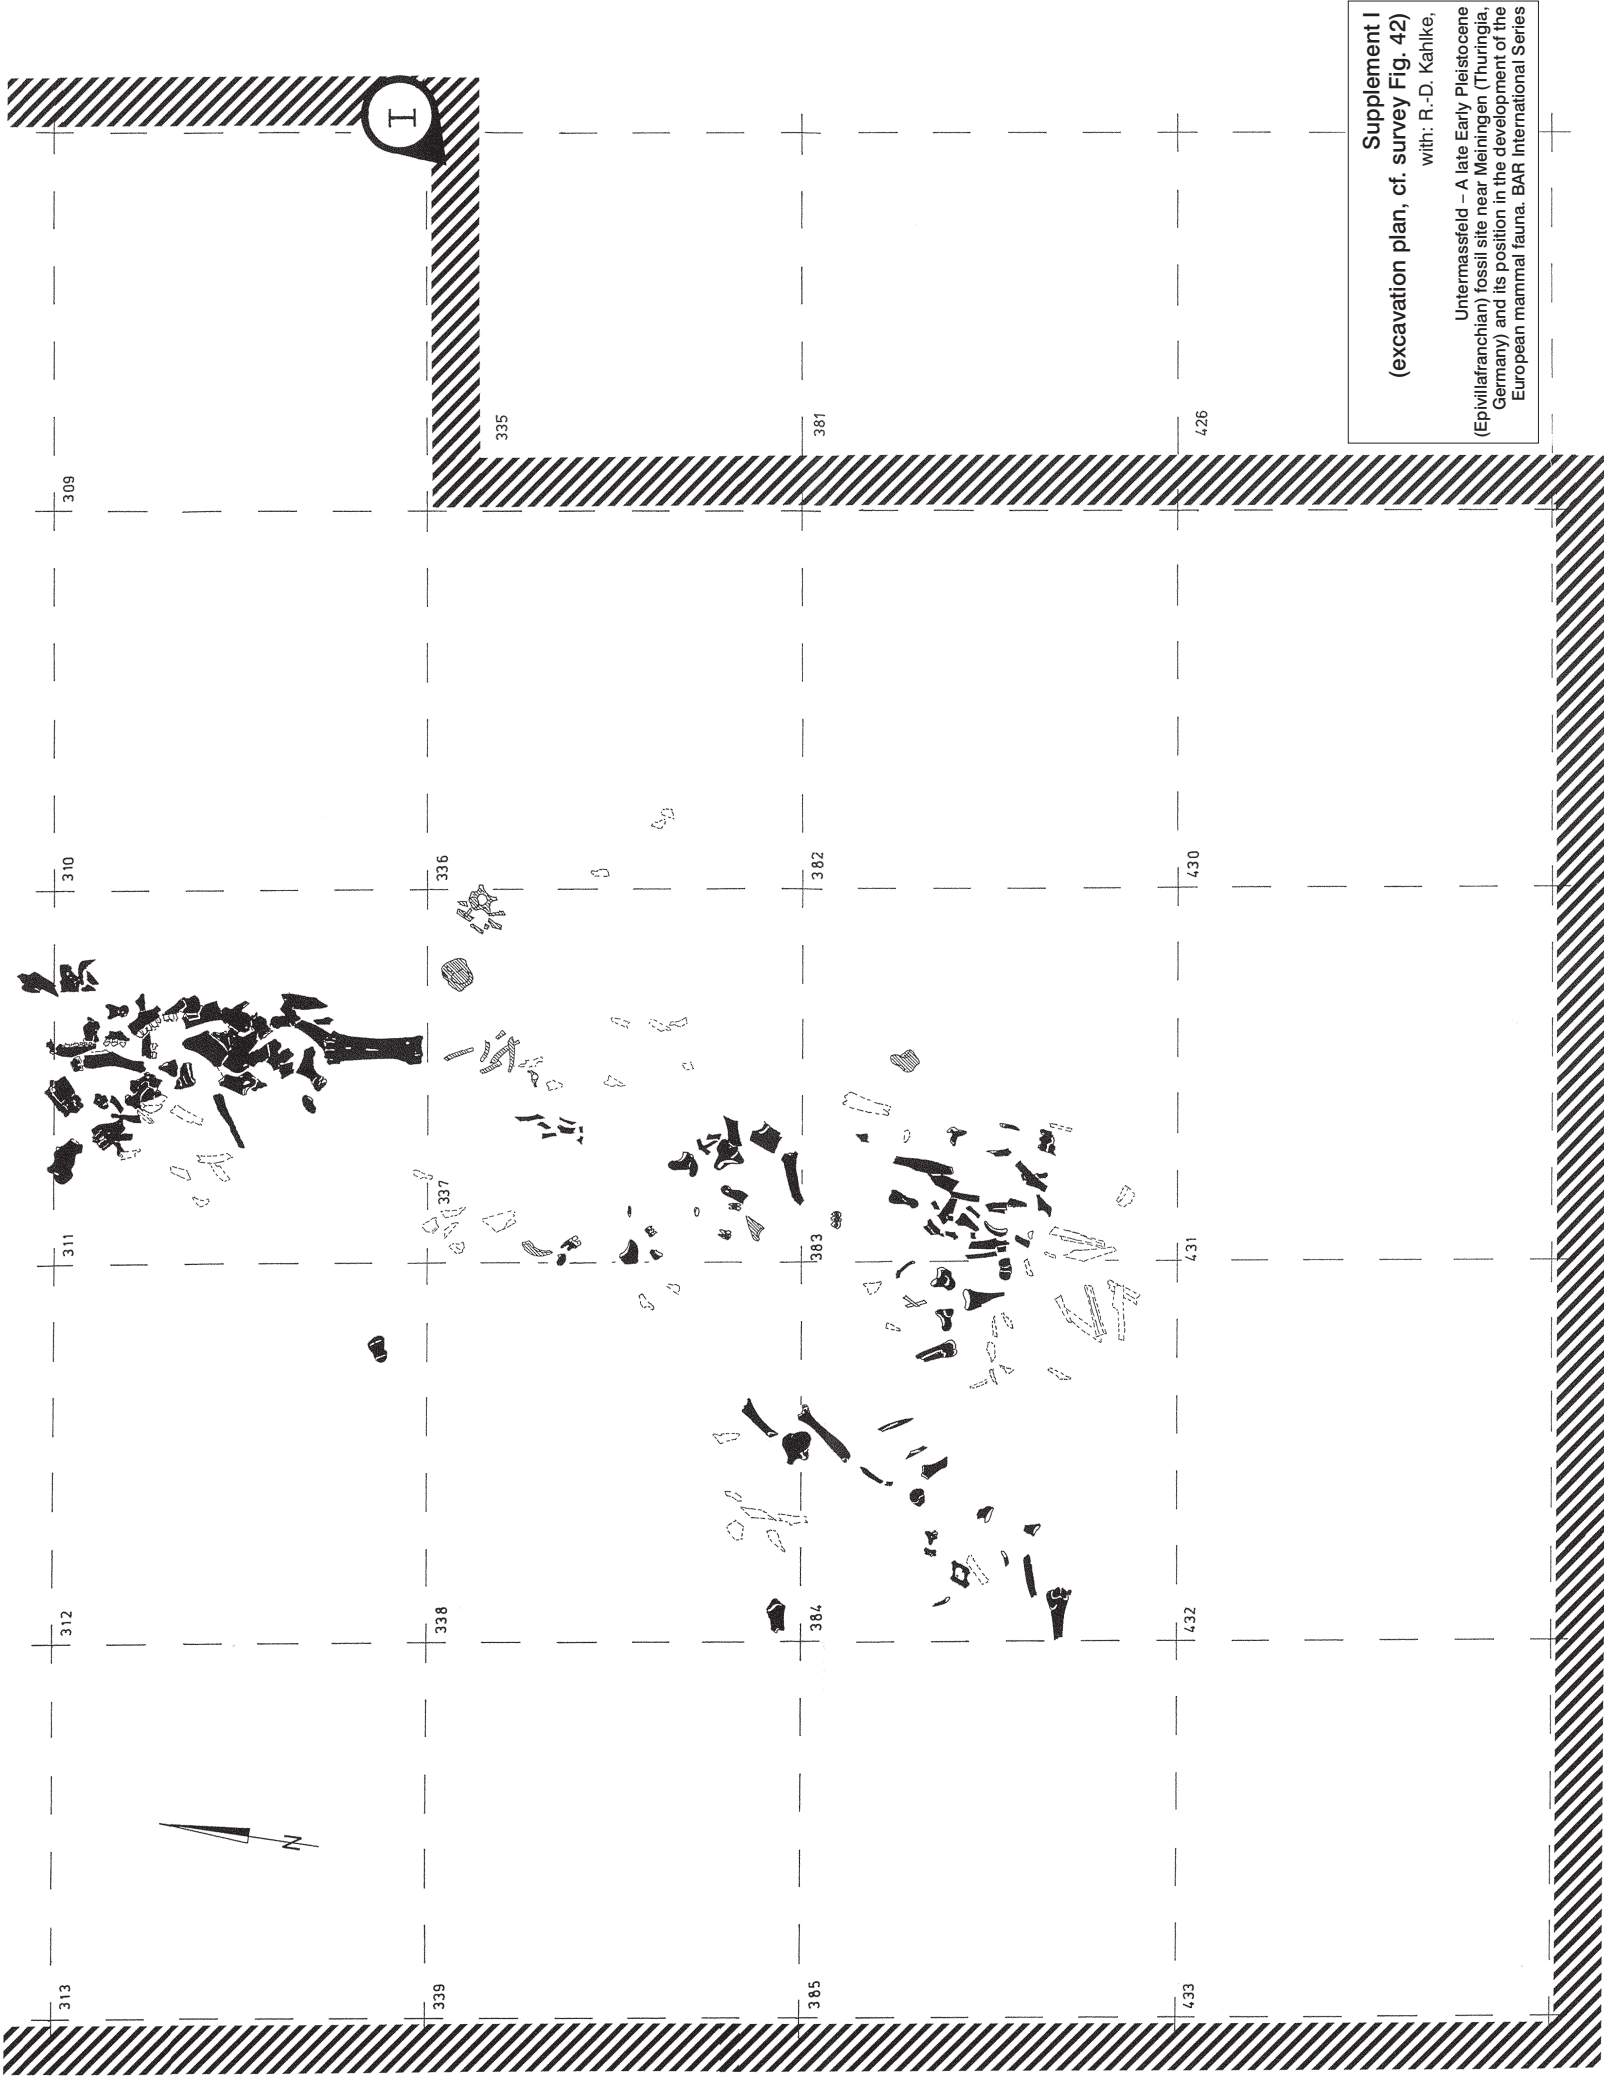 Supplement I
(excavation plan, cf. survey Fig. 42)
with: R.-D. Kahlke,
Untermassfeld – A late Early Pleistocene
(Epivillafranchian) fossil site near Meiningen (Thuringia,
Germany) and its position in the development of the
European mammal fauna. BAR International Series
I
313
312
311
310
309
339
338
337
336
335
385
384
383
382
381
433
432
431
430
426
N